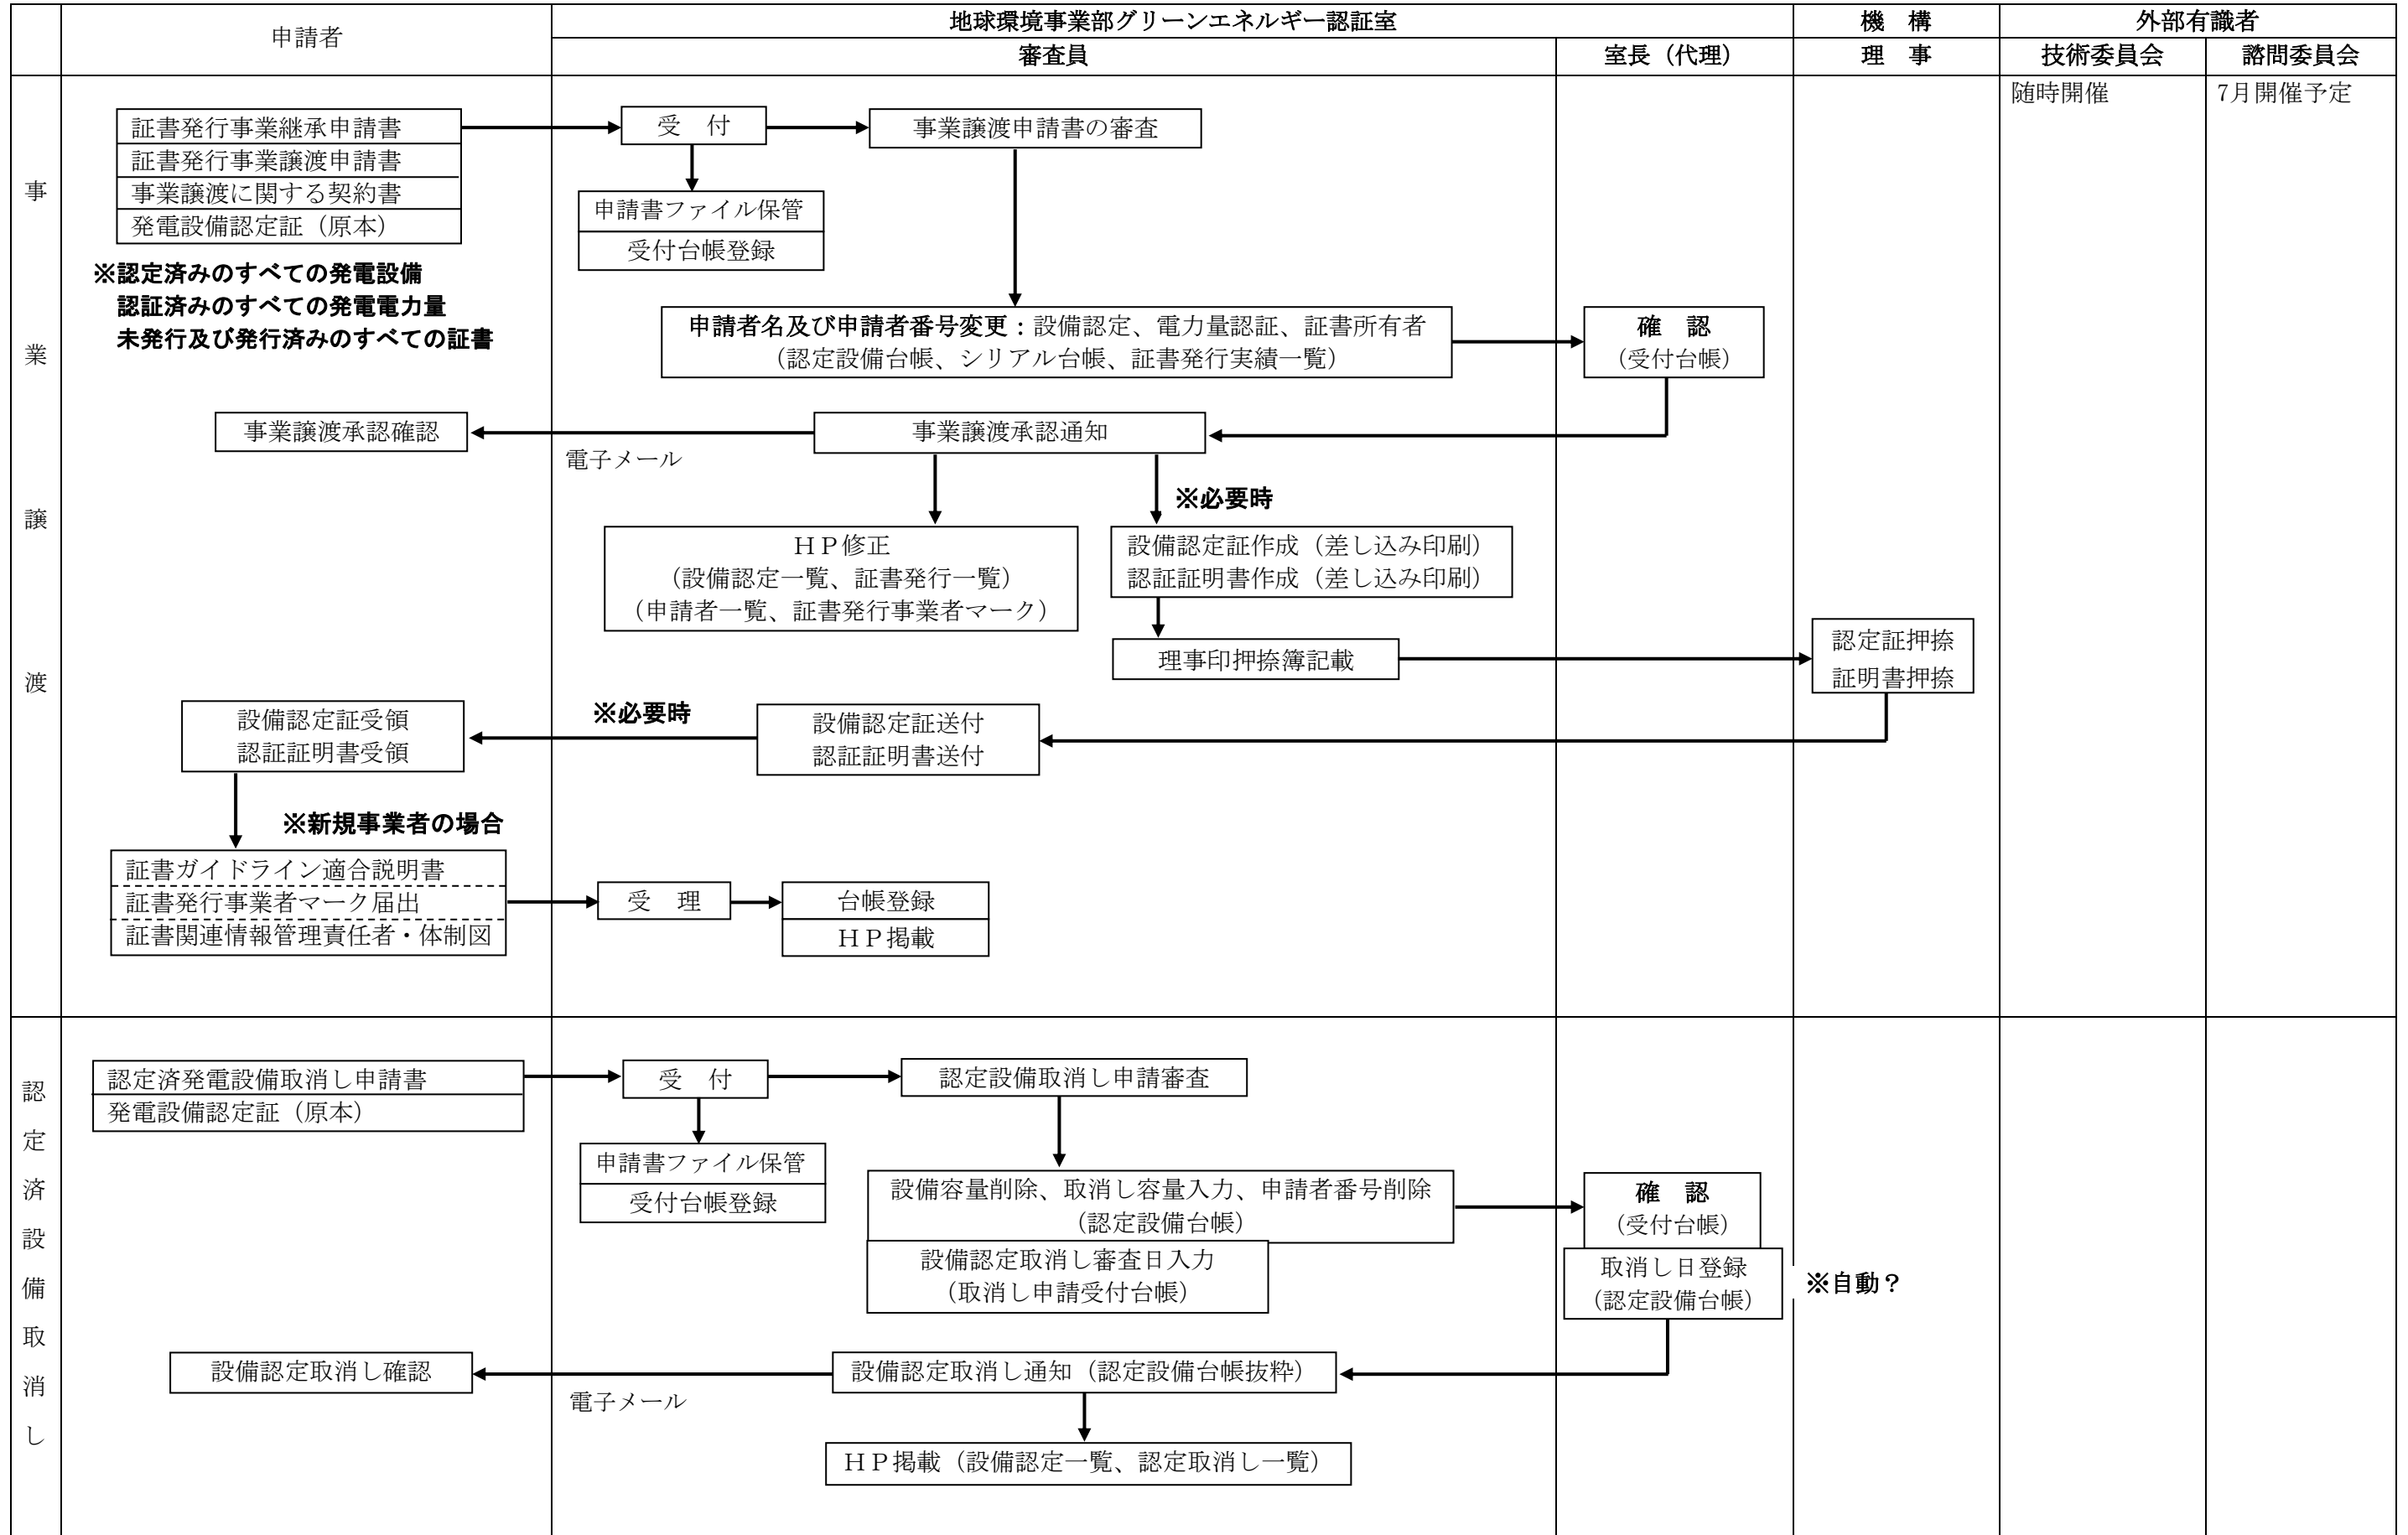 申請者
地球環境事業部グリーンエネルギー認証室
機　構
外部有識者
審査員
室長（代理）
理　事
技術委員会
諮問委員会
随時開催
7月開催予定
事業譲渡
証書発行事業継承申請書
証書発行事業譲渡申請書
事業譲渡に関する契約書
発電設備認定証（原本）
※認定済みのすべての発電設備
認証済みのすべての発電電力量
未発行及び発行済みのすべての証書
受　付
事業譲渡申請書の審査
申請書ファイル保管
受付台帳登録
申請者名及び申請者番号変更：設備認定、電力量認証、証書所有者
（認定設備台帳、シリアル台帳、証書発行実績一覧）
確　認
（受付台帳）
事業譲渡承認確認
電子メール
事業譲渡承認通知
※必要時
ＨＰ修正
（設備認定一覧、証書発行一覧）
（申請者一覧、証書発行事業者マーク）
設備認定証作成（差し込み印刷）
認証証明書作成（差し込み印刷）
理事印押捺簿記載
認定証押捺
証明書押捺
設備認定証受領
認証証明書受領
※必要時
設備認定証送付
認証証明書送付
※新規事業者の場合
証書ガイドライン適合説明書
証書発行事業者マーク届出
証書関連情報管理責任者・体制図
受　理
台帳登録
ＨＰ掲載
認定済設備取消し
認定済発電設備取消し申請書
発電設備認定証（原本）
受　付
認定設備取消し申請審査
申請書ファイル保管
受付台帳登録
設備容量削除、取消し容量入力、申請者番号削除
（認定設備台帳）
設備認定取消し審査日入力
（取消し申請受付台帳）
確　認
（受付台帳）
取消し日登録
（認定設備台帳）
※自動？
設備認定取消し確認
電子メール
設備認定取消し通知（認定設備台帳抜粋）
ＨＰ掲載（設備認定一覧、認定取消し一覧）